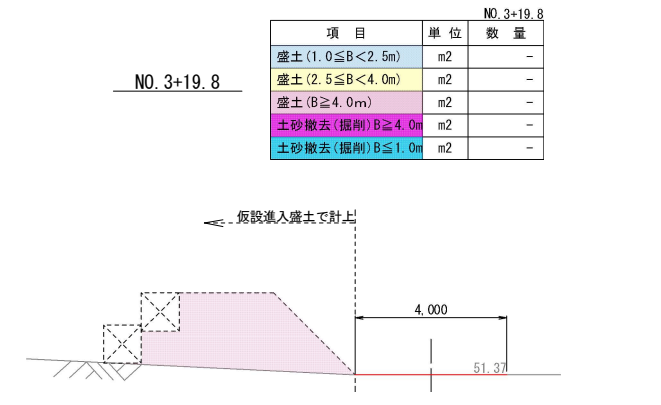 NO.3+19.8
NO.3+19.8
項 目 単 位 数 量
盛土(1.0≦B<2.5m) m2 -
盛土(2.5≦B<4.0m) m2 -
盛土(B≧4.0m) m2 -
土砂撤去(掘削)B≧4.0m m2 -
土砂撤去(掘削)B≦1.0m m2 -
仮設進入盛土で計上
4,000
51.37